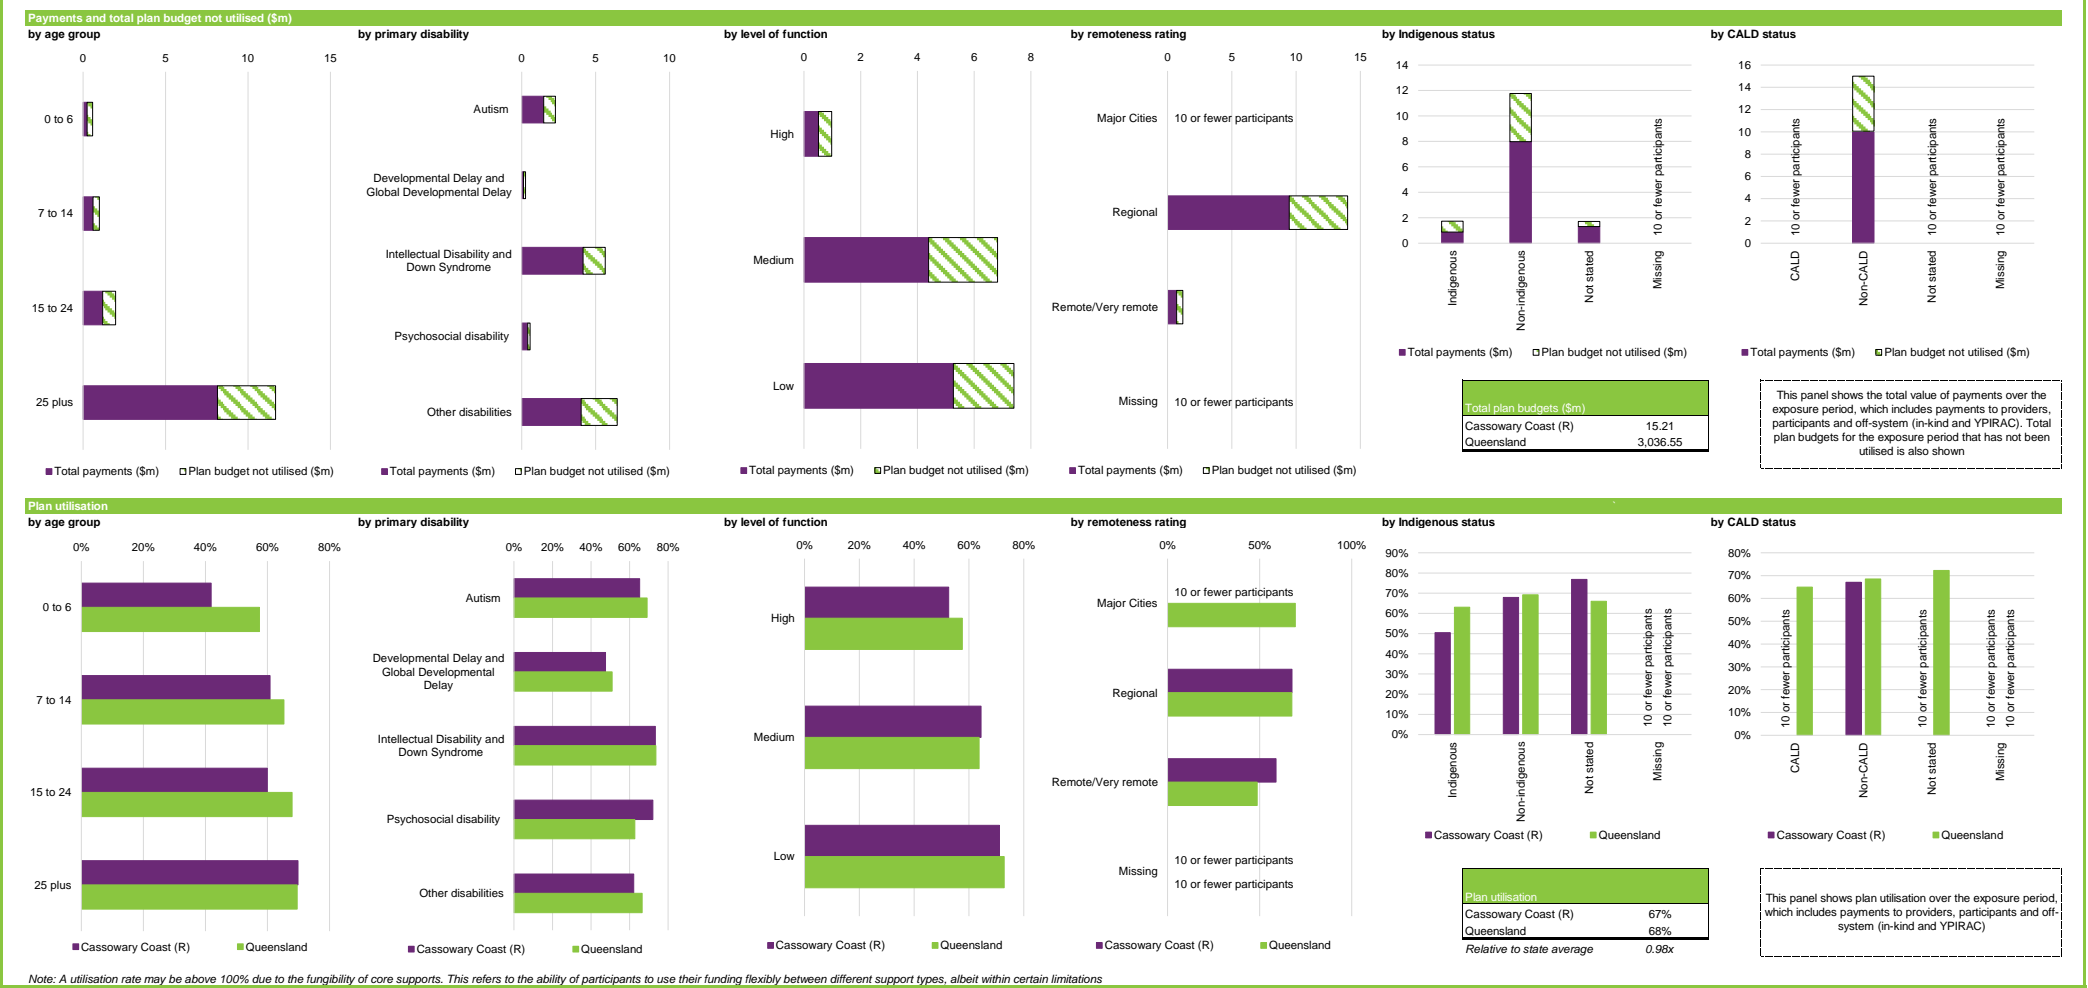 Payments and total plan budget not utilised ($m)
by age group
0 5 10 15
0 to 6
7 to 14
15 to 24
25 plus
Total payments ($m) Plan budget not utilised ($m)
by primary disability
0 5 10
Autism
Developmental Delay and
Global Developmental Delay
Intellectual Disability and
Down Syndrome
Psychosocial disability
Other disabilities
Total payments ($m) Plan budget not utilised ($m)
by level of function
0 2 4 6 8
High
Medium
Low
Total payments ($m) Plan budget not utilised ($m)
by remoteness rating
0 5 10 15
Major Cities 10 or fewer participants
Regional
Remote/Very remote
Missing 10 or fewer participants
Total payments ($m) Plan budget not utilised ($m)
by Indigenous status
14
12
10
8
6
4
2
0
10 or fewer participants
Indigenous
Non-indigenous
Not stated
Missing
Total payments ($m) Plan budget not utilised ($m)
by CALD status
16
14
12
10
8
6
4
2
0
10 or fewer participants
10 or fewer participants
10 or fewer participants
CALD
Non-CALD
Not stated
Missing
Total payments ($m) Plan budget not utilised ($m)
Total plan budgets ($m)
Cassowary Coast (R) 15.21
Queensland 3,036.55
This panel shows the total value of payments over the
exposure period, which includes payments to providers,
participants and off-system (in-kind and YPIRAC). Total
plan budgets for the exposure period that has not been
utilised is also shown
Plan utilisation
by age group
0% 20% 40% 60% 80%
0 to 6
7 to 14
15 to 24
25 plus
Cassowary Coast (R) Queensland
by primary disability
0% 20% 40% 60% 80%
Autism
Developmental Delay and
Global Developmental
Delay
Intellectual Disability and
Down Syndrome
Psychosocial disability
Other disabilities
Cassowary Coast (R) Queensland
by level of function
0% 20% 40% 60% 80%
High
Medium
Low
Cassowary Coast (R) Queensland
by remoteness rating
0% 50% 100%
10 or fewer participants
Major Cities
Regional
Remote/Very remote
10 or fewer participants
Missing
10 or fewer participants
Cassowary Coast (R) Queensland
by Indigenous status
90%
80%
70%
60%
50%
40%
30%
20%
10%
0%
10 or fewer participants
10 or fewer participants
Indigenous
Non-indigenous
Not stated
Missing
Cassowary Coast (R) Queensland
by CALD status
80%
70%
60%
50%
40%
30%
20%
10%
0%
10 or fewer participants
10 or fewer participants
10 or fewer participants
10 or fewer participants
CALD
Non-CALD
Not stated
Missing
Cassowary Coast (R) Queensland
Plan utilisation
Cassowary Coast (R) 67%
Queensland 68%
Relative to state average 0.98x
This panel shows plan utilisation over the exposure period,
which includes payments to providers, participants and off-
system (in-kind and YPIRAC)
Note: A utilisation rate may be above 100% due to the fungibility of core supports. This refers to the ability of participants to use their funding flexibly between different support types, albeit within certain limitations